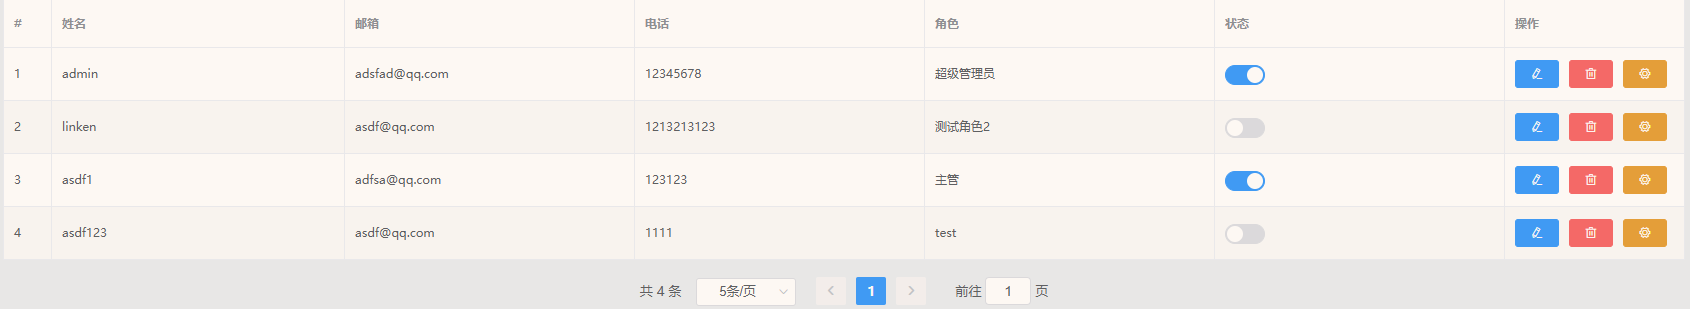 # 姓名 邮箱 电话 角色 状态 操作
1 admin adsfad@qq.com 12345678 超级管理员
2 linken asdf@qq.com 1213213123 测试角色2
3 asdf1 adfsa@qq.com 123123 主管
4 asdf123 asdf@qq.com 1111 test
共 4 条 5条/页 1 前往 1 页